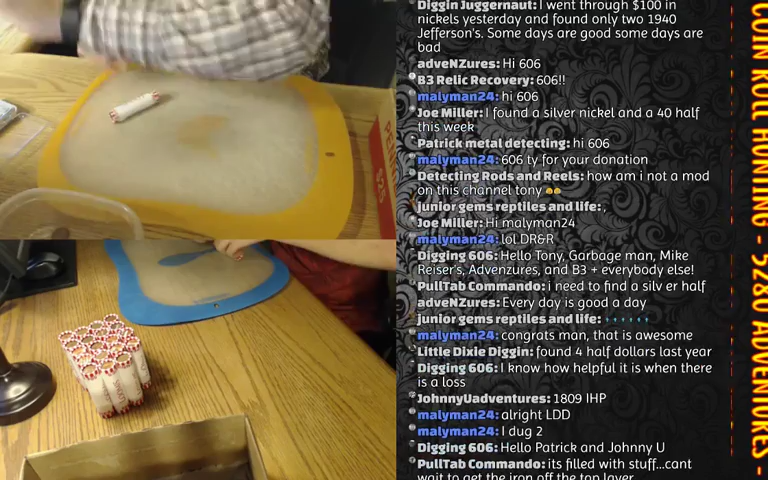 Diggin Juggernaut: I went through $100 in
nickels yesterday and found only two 1940
Jefferson's. Some days are good some days are
bad
adveNZures: Hi 606
B3 Relic Recovery: 606!!
malyman24: hi 606
Joe Miller: I found a silver nickel and a 40 half
this week
Patrick metal detecting: hi 606
malyman24: 606 ty for your donation
Detecting Rods and Reels: how am i not a mod
on this channel tony
junior gems reptiles and life: ,
Joe Miller: Hi malyman24
malyman24: loLDR&R
Digging 606: Hello Tony, Garbage man, Mike
Reiser's, Advenzures, and B3 + everybody else!
PullTab Commando: i need to find a silv er half
adveNZures: Every day is good a day
junior gems reptiles and life:
malyman24: congrats man, that is awesome
Little Dixie Diggin: found 4 half dollars last year
Digging 606: I know how helpful it is when there
is a loss
JohnnyUadventures: 1809 IHP
malyman24: alright LDD
malyman24: I dug 2
Digging 606: Hello Patrick and Johnny U
PullTab Commando: its filled with stuff...cant
wait to get the iron off the top layer
COIN ROLL HUNTING - 5280 ADVENTURES -
$25